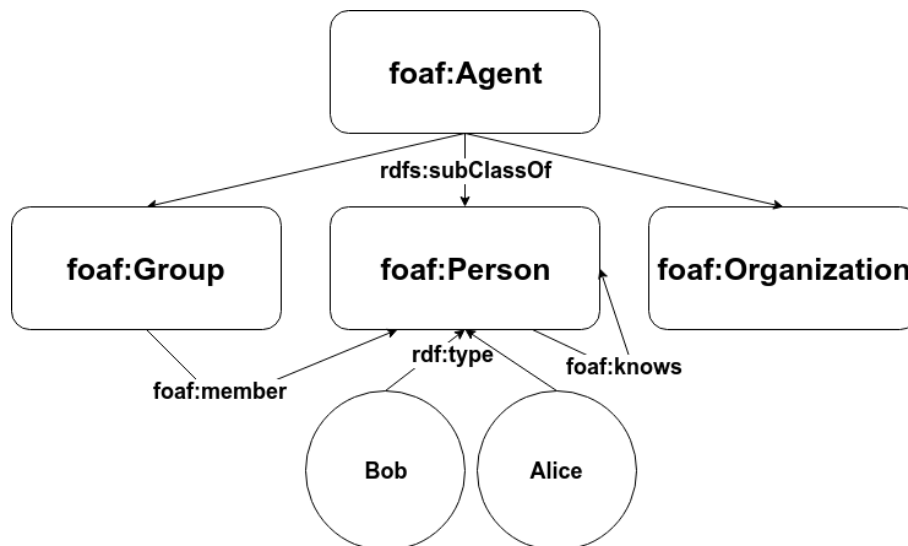 foaf:Agent
rdfs:subClassOf
foaf:Group
foaf:Person
foaf:Organization
rdf:type
foaf:knows
foaf:member
Bob
Alice